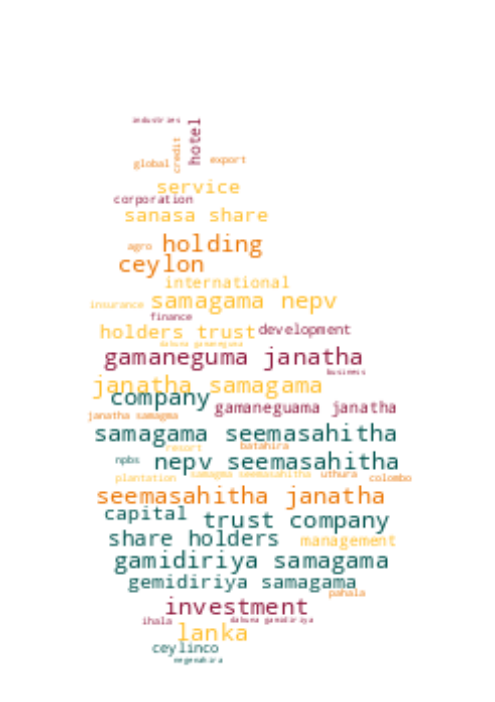 industries
hotel
credit
global
export
service
corporation
sanasa share
agro
holding
ceylon
international
insurance
samagama nepv
finance
holders trust
development
dakuna gamaneguma
gamaneguma janatha
business
janatha samagama
company
gamaneguama janatha
janatha samagma
samagama seemasahitha
batahira
resort
npbs
nepv seemasahitha
samagma seemasahitha
uthura
plantation
colombo
seemasahitha janatha
capital
trust company
share holders
management
gamidiriya samagama
gemidiriya samagama
pahala
investment
ihala
dakuna gamidiriya
lanka
ceylinco
negenahira